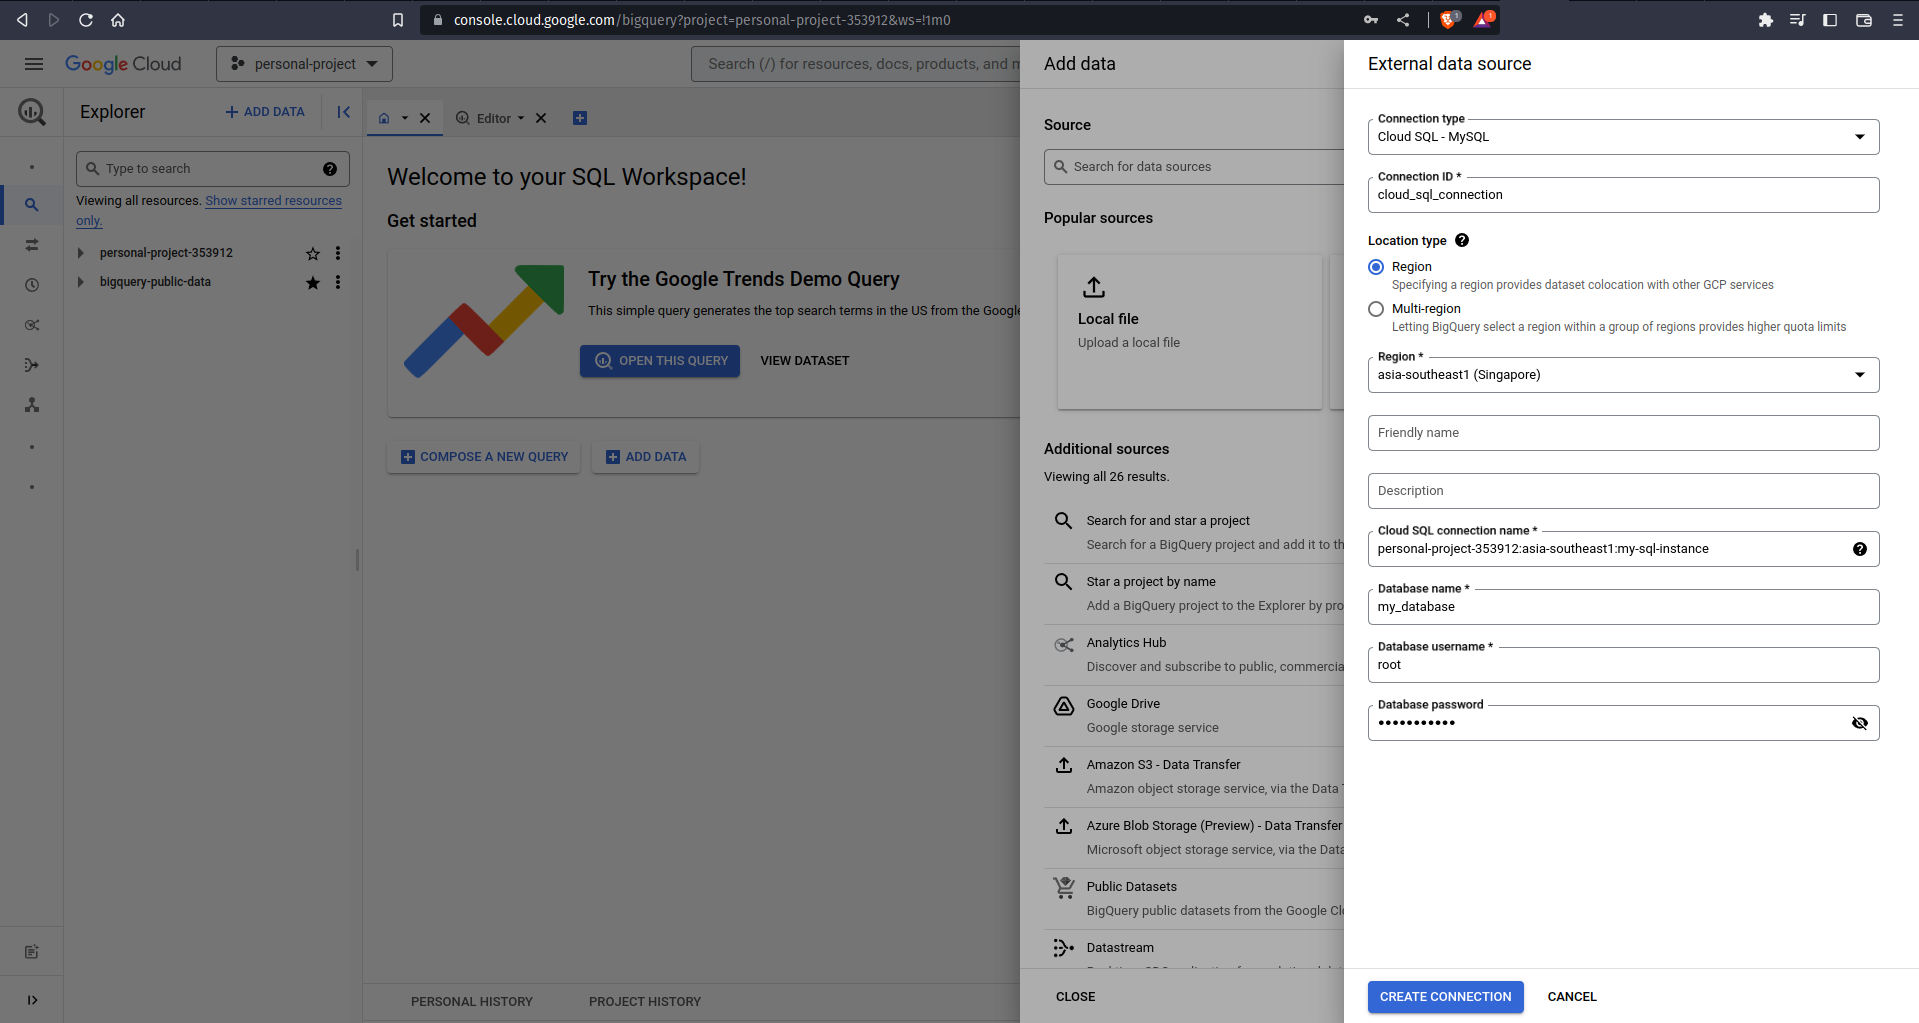 console.cloud.google.com/bigquery?project=personal-project-353912&ws=!1m0
1
1
Google Cloud
personal-project
Search (/) for resources, docs, products, and m
Explorer
ADD DATA
Editor
Type to search
Viewing all resources. Show starred resources
only.
personal-project-353912
bigquery-public-data
Welcome to your SQL Workspace!
Get started
Try the Google Trends Demo Query
This simple query generates the top search terms in the US from the Google
OPEN THIS QUERY
VIEW DATASET
COMPOSE A NEW QUERY
ADD DATA
PERSONAL HISTORY
PROJECT HISTORY
Add data
Source
Search for data sources
Popular sources
Local file
Upload a local file
Additional sources
Viewing all 26 results.
Search for and star a project
Search for a BigQuery project and add it to th
Star a project by name
Add a BigQuery project to the Explorer by pro
Analytics Hub
Discover and subscribe to public, commercia
Google Drive
Google storage service
Amazon S3 - Data Transfer
Amazon object storage service, via the Data T
Azure Blob Storage (Preview) - Data Transfer
Microsoft object storage service, via the Data
Public Datasets
BigQuery public datasets from the Google Clo
Datastream
CLOSE
External data source
Connection type
Cloud SQL - MySQL
Connection ID *
cloud_sql_connection
Location type
Region
Specifying a region provides dataset colocation with other GCP services
Multi-region
Letting BigQuery select a region within a group of regions provides higher quota limits
Region *
asia-southeast1 (Singapore)
Friendly name
Description
Cloud SQL connection name *
personal-project-353912:asia-southeast1:my-sql-instance
Database name *
my_database
Database username *
root
Database password
•••••••••••
CREATE CONNECTION
CANCEL